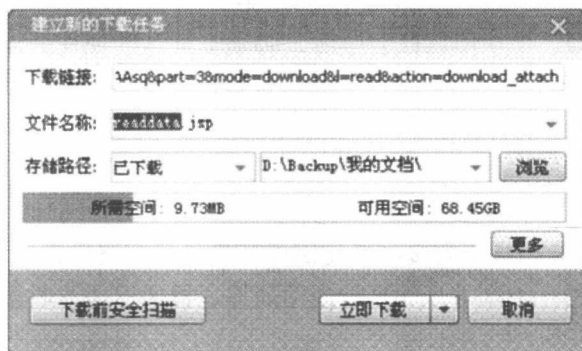 建立新的下载任务
下载链接: Asq&part=3&mode=download&l=read&action=download_attach
文件名称: readdata.jsp
存储路径: 已下载 D:\Backup\我的文档\ 浏览
所需空间: 9.73MB 可用空间: 68.45GB
更多
下载前安全扫描 立即下载 取消